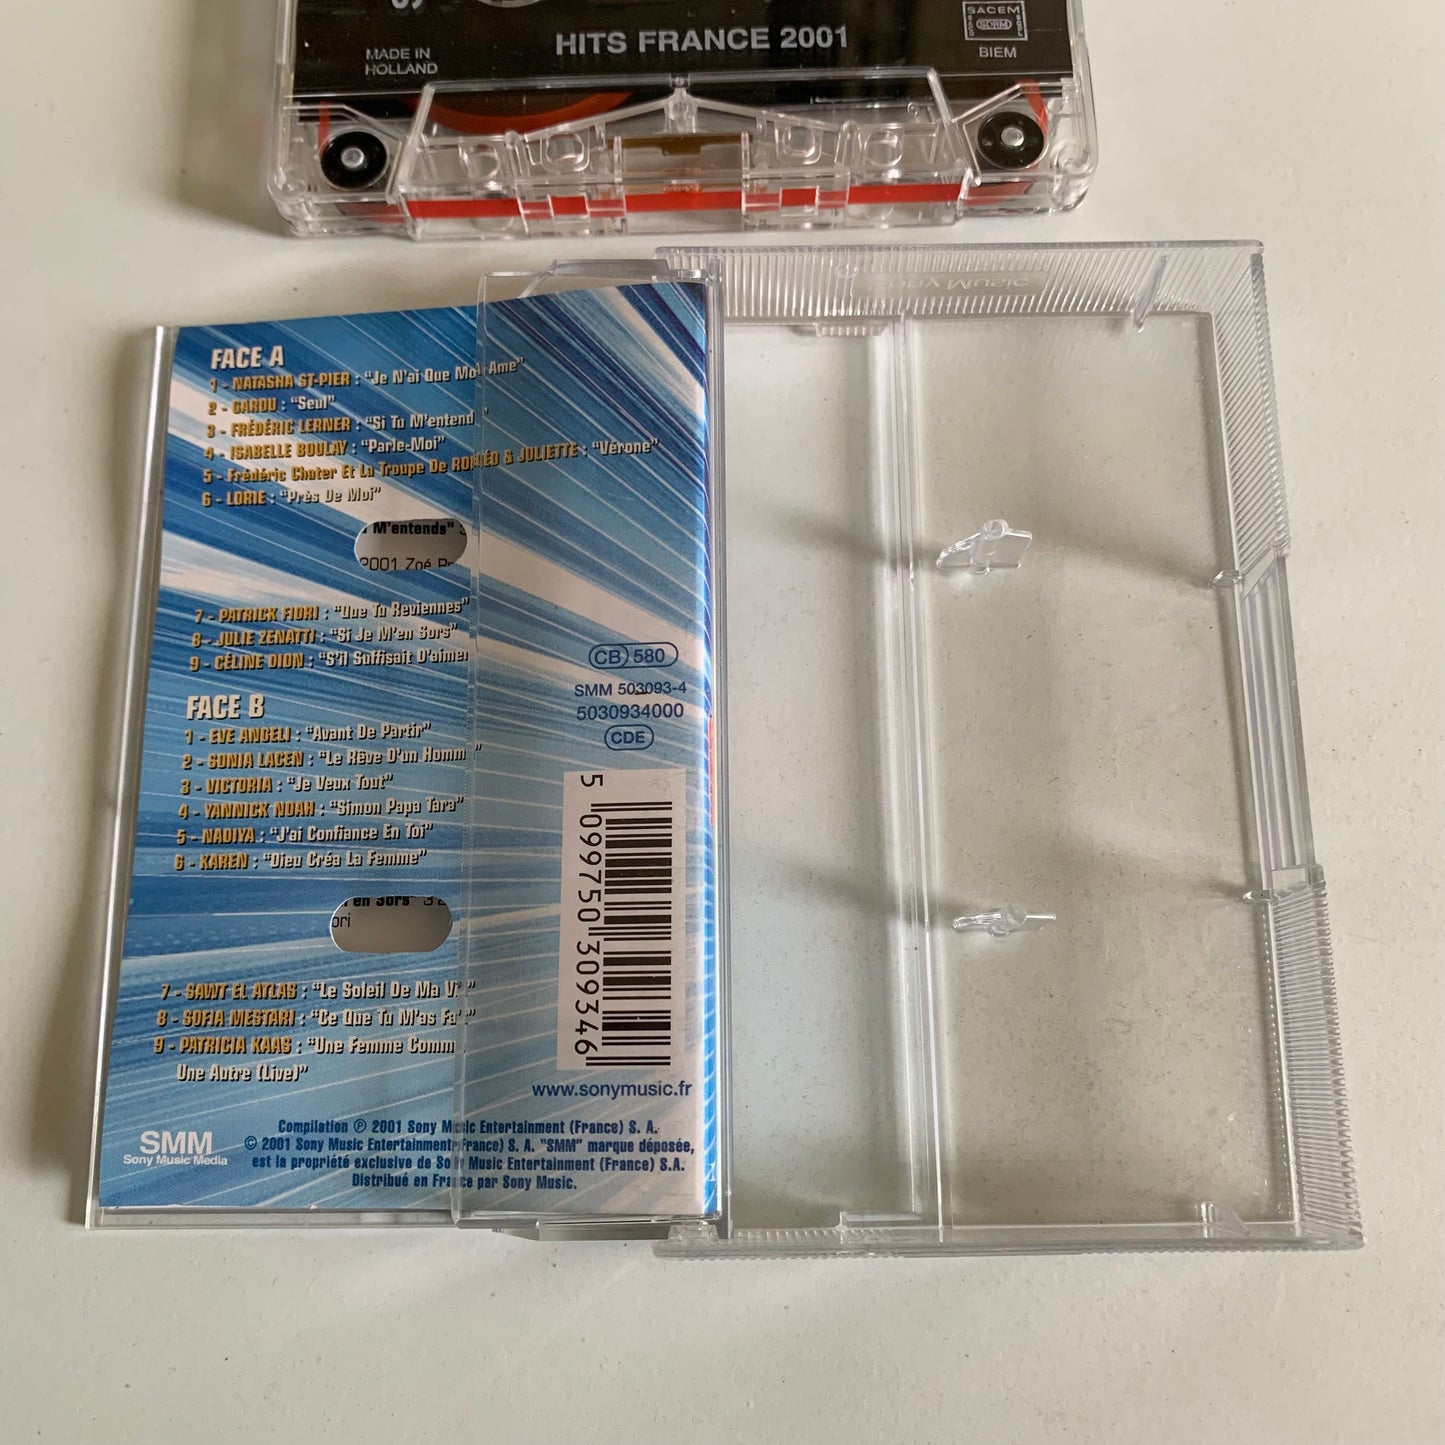 MADE IN
HOLLAND
HITS FRANCE 2001
SACEM
SDRM
BIEM
Sony Music
FACE A
1 - NATASHA ST-PIER : "Je N'ai Que Mon Ame"
2 - GAROU : "Seul"
3 - FRÉDÉRIC LERNER : "Si Tu M'entend
4 - ISABELLE BOULAY : "Parle-Moi"
5 - Frédéric Chater Et La Troupe De ROMÉO & JULIETTE : "Vérone"
6 - LORIE : "Près De Moi"
M'entends"
2001 Zoé
7 - PATRICK FIORI : "Que Tu Reviennes"
8 - JULIE ZENATTI : "Si Je M'en Sors"
9 - CÉLINE DION : "S'il Suffisait D'aimer
FACE B
1 - EVE ANGELI : "Avant De Partir"
2 - SONIA LACEN : "Le Rêve D'un Homm "
3 - VICTORIA : "Je Veux Tout"
4 - YANNICK NOAH : "Simon Papa Tara"
5 - NADIYA : "J'ai Confiance En Toi"
6 - KAREN : "Dieu Créa La Femme"
en Sors"
ori
7 - SAWT EL ATLAS : "Le Soleil De Ma Vi "
8 - SOFIA MESTARI : "Ce Que Tu M'as Fa "
9 - PATRICIA KAAS : "Une Femme Comm
Une Autre (Live)"
CB 580
SMM 503093-4
5030934000
CDE
5 099750 309346
www.sonymusic.fr
Compilation ℗ 2001 Sony Music Entertainment (France) S. A.
© 2001 Sony Music Entertainment (France) S. A. "SMM" marque déposée,
est la propriété exclusive de Sony Music Entertainment (France) S.A.
Distribué en France par Sony Music.
SMM
Sony Music Media